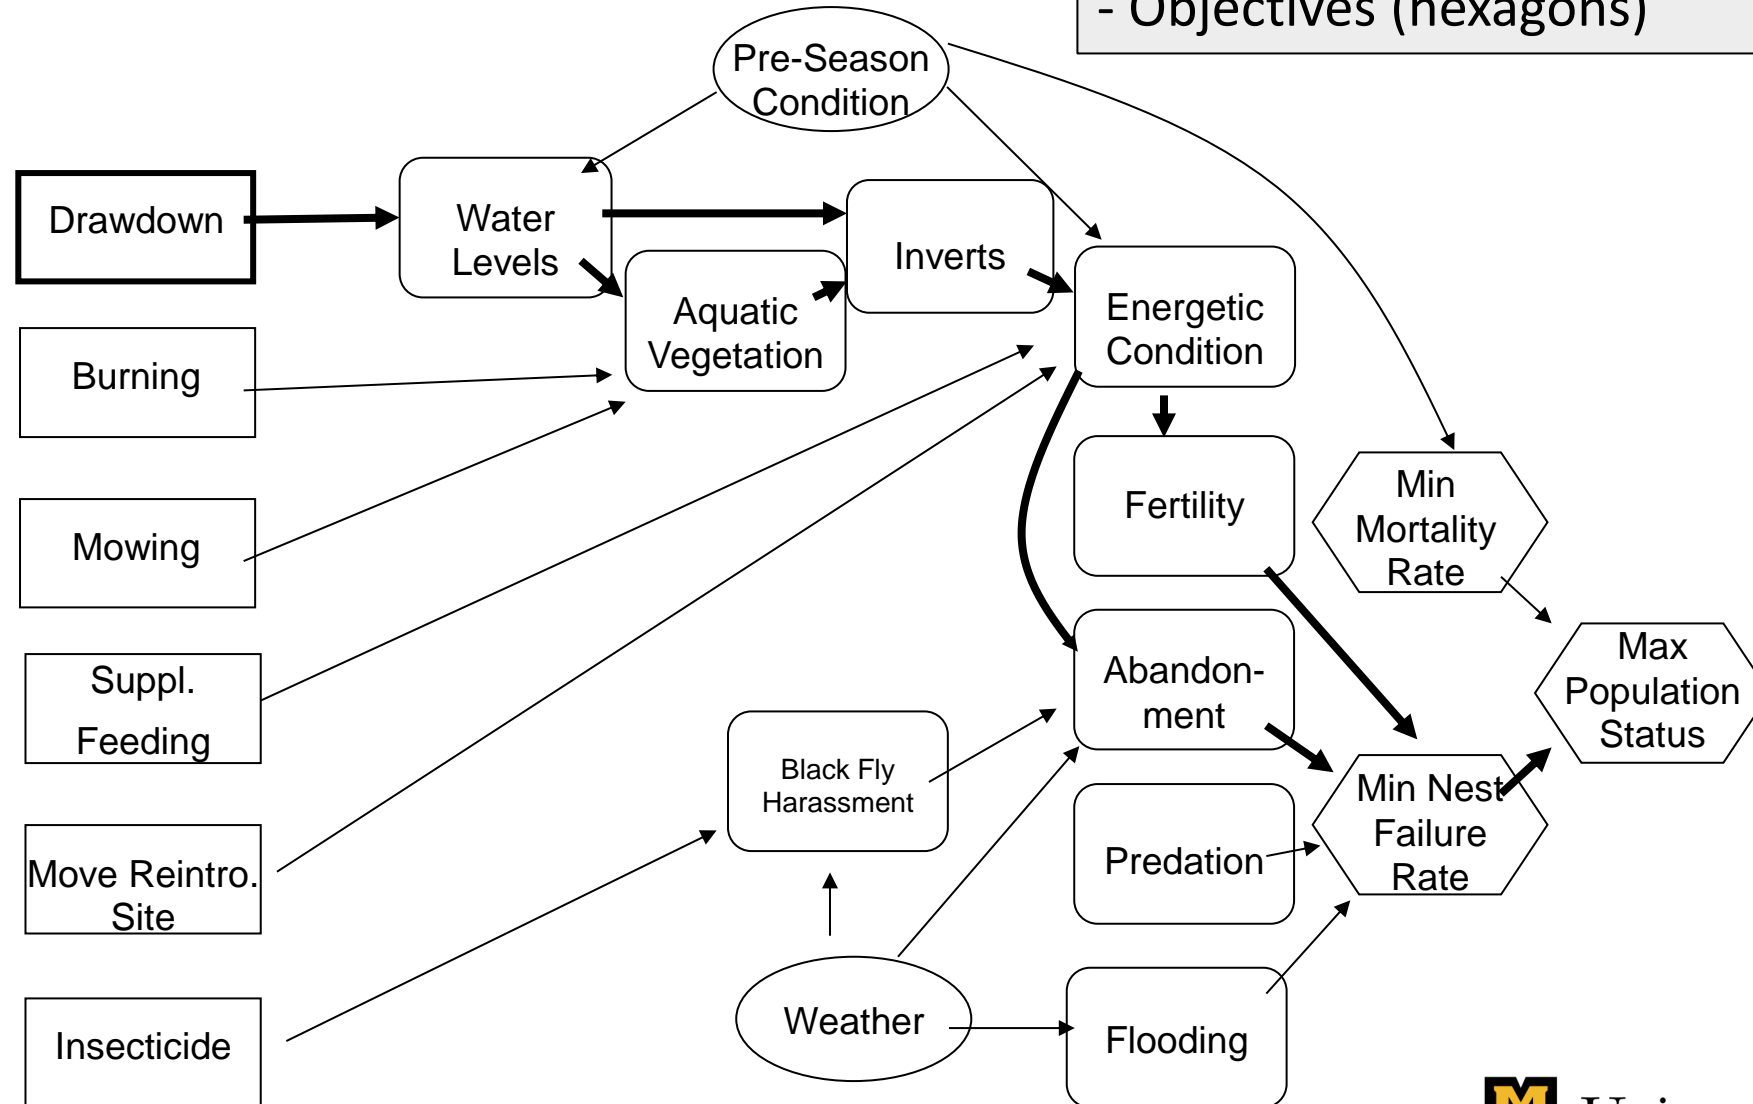 - Objectives (hexagons)
Pre-Season
Condition
Drawdown
Water
Levels
Inverts
Aquatic
Vegetation
Energetic
Condition
Burning
Fertility
Min
Mortality
Rate
Mowing
Suppl.
Feeding
Abandon-
ment
Max
Population
Status
Black Fly
Harassment
Min Nest
Failure
Rate
Predation
Move Reintro.
Site
Weather
Flooding
Insecticide
M